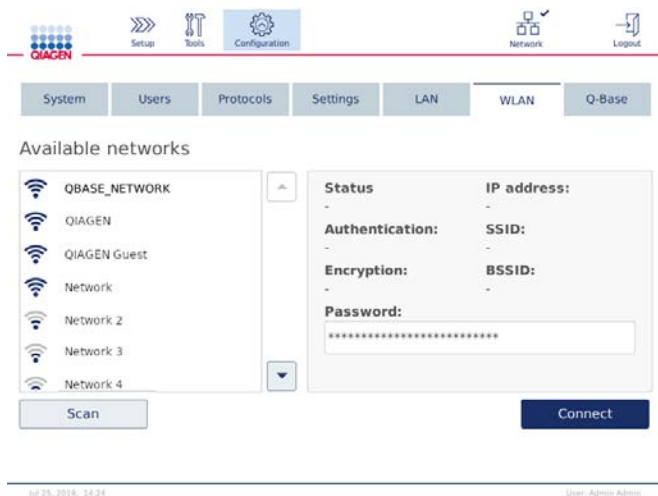 QIAGEN
Setup
Tools
Configuration
Network
Logout
System Users Protocols Settings LAN WLAN Q-Base
Available networks
QBASE_NETWORK
QIAGEN
QIAGEN Guest
Network
Network 2
Network 3
Network 4
Status IP address:
- -
Authentication: SSID:
- -
Encryption: BSSID:
- -
Password:
**************************
Scan
Connect
Jul 25, 2018, 14:24
User: Admin Admin